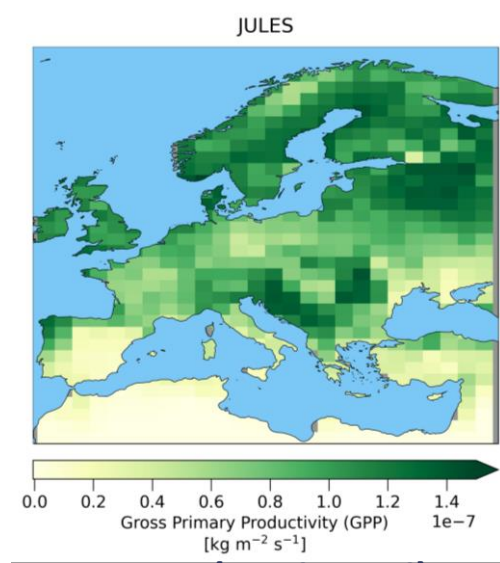 JULES
0.0 0.2 0.4 0.6 0.8 1.0 1.2 1.4
Gross Primary Productivity (GPP) 1e−7
[kg m⁻² s⁻¹]